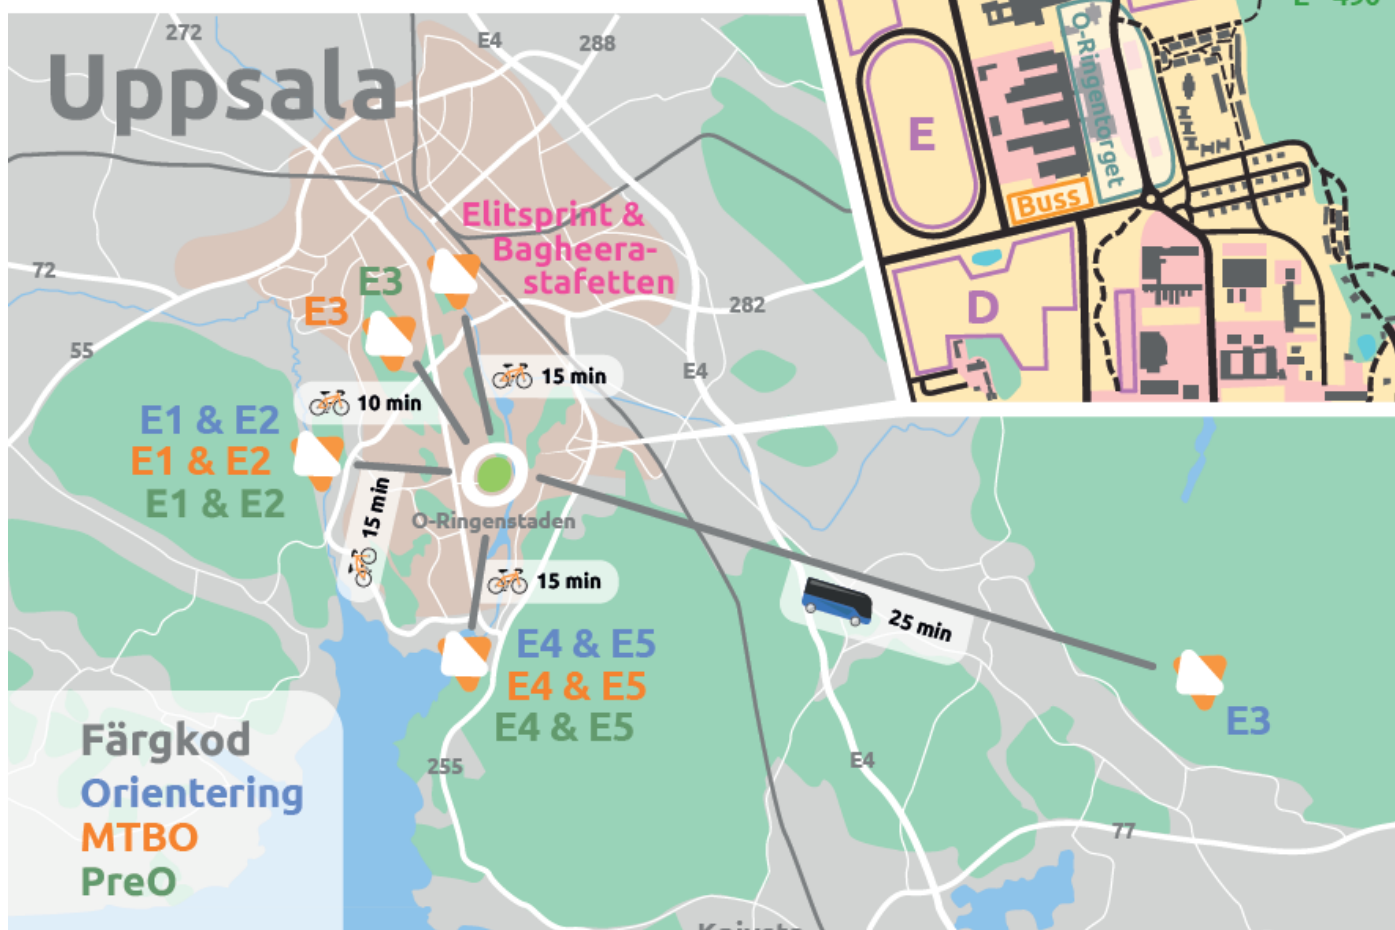 272
E4
288
Uppsala
Elitsprint &
Bagheera-
stafetten
72
E3
E3
282
55
E4
15 min
10 min
E1 & E2
E1 & E2
E1 & E2
15 min
O-Ringenstaden
15 min
25 min
E4 & E5
E4 & E5
E4 & E5
E3
255
E4
77
Färgkod
Orientering
MTBO
PreO
O-Ringentorget
E
Buss
D